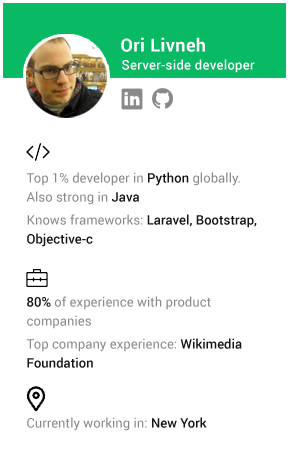 Ori Livneh
Server-side developer
in
</>
Top 1% developer in Python globally.
Also strong in Java
Knows frameworks: Laravel, Bootstrap,
Objective-c
80% of experience with product
companies
Top company experience: Wikimedia
Foundation
Currently working in: New York